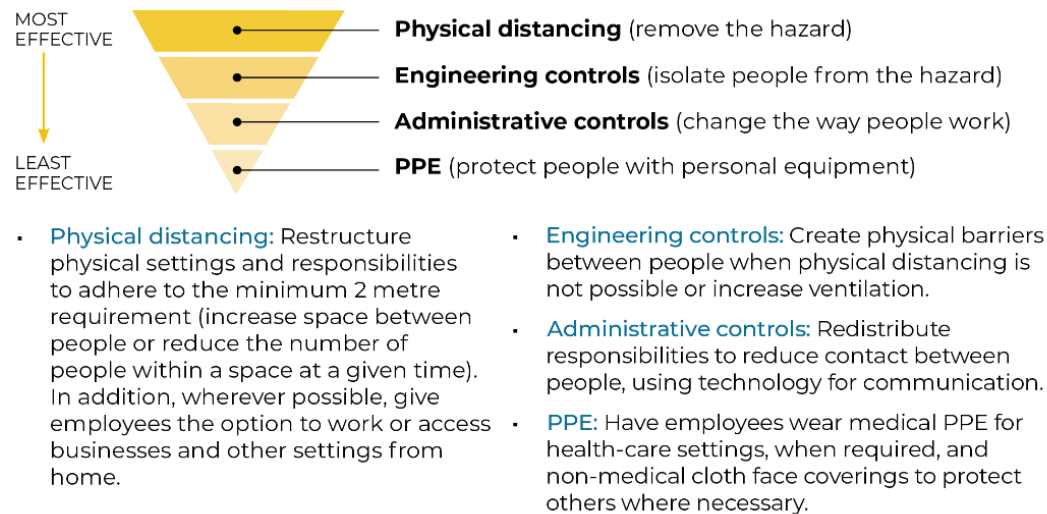 MOST
EFFECTIVE
LEAST
EFFECTIVE
Physical distancing (remove the hazard)
Engineering controls (isolate people from the hazard)
Administrative controls (change the way people work)
PPE (protect people with personal equipment)
▪ Physical distancing: Restructure
physical settings and responsibilities
to adhere to the minimum 2 metre
requirement (increase space between
people or reduce the number of
people within a space at a given time).
In addition, wherever possible, give
employees the option to work or access
businesses and other settings from
home.
▪ Engineering controls: Create physical barriers
between people when physical distancing is
not possible or increase ventilation.
▪ Administrative controls: Redistribute
responsibilities to reduce contact between
people, using technology for communication.
▪ PPE: Have employees wear medical PPE for
health-care settings, when required, and
non-medical cloth face coverings to protect
others where necessary.